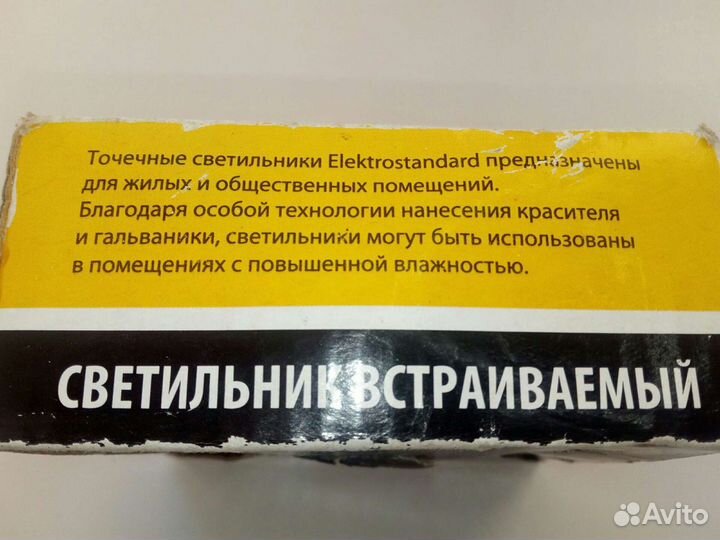 Точечные светильники Elektrostandard предназначены
для жилых и общественных помещений.
Благодаря особой технологии нанесения красителя
и гальваники, светильники могут быть использованы
в помещениях с повышенной влажностью.
СВЕТИЛЬНИК ВСТРАИВАЕМЫЙ
Avito